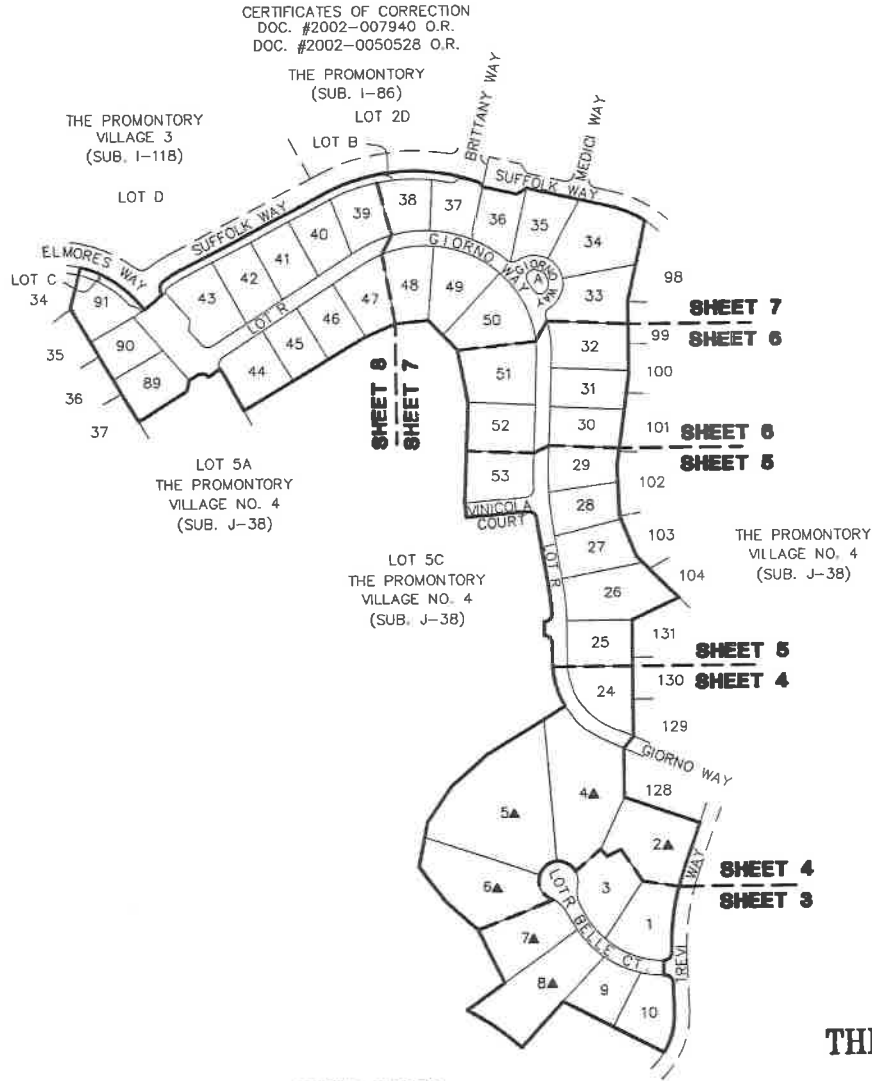 CERTIFICATES OF CORRECTION
DOC. #2002-007940 O.R.
DOC. #2002-0050528 O.R.
THE PROMONTORY
(SUB. I-86)
LOT 2D
LOT B
BRITTANY WAY
MEDICI WAY
THE PROMONTORY
VILLAGE 3
(SUB. I-118)
LOT D
SUFFOLK WAY
SUFFOLK WAY
ELMORES WAY
LOT C
34
35
36
37
91
90
89
43
42
41
40
39
38
37
36
35
34
33
GIORNO WAY
GIORNO
WAY
A
LOT R
44
45
46
47
48
49
50
98
SHEET 7
SHEET 6
99
32
100
31
51
30
101
52
SHEET 6
SHEET 5
SHEET 8
SHEET 7
29
53
102
28
VINICOLA
COURT
103
27
LOT R
104
26
THE PROMONTORY
VILLAGE NO. 4
(SUB. J-38)
LOT 5A
THE PROMONTORY
VILLAGE NO. 4
(SUB. J-38)
LOT 5C
THE PROMONTORY
VILLAGE NO. 4
(SUB. J-38)
25
131
SHEET 5
SHEET 4
130
24
129
GIORNO WAY
128
4▲
5▲
2▲
6▲
3
SHEET 4
SHEET 3
LOT R BELLE CT.
1
7▲
8▲
9
10
TREVI
WAY
THE